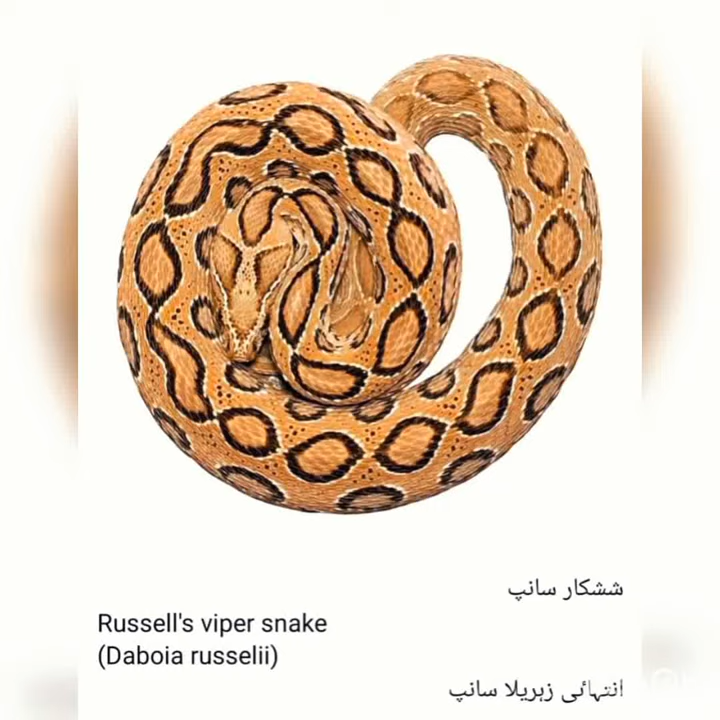 ششکار سانپ
Russell's viper snake
(Daboia russelii)
انتہائی زہریلا سانپ